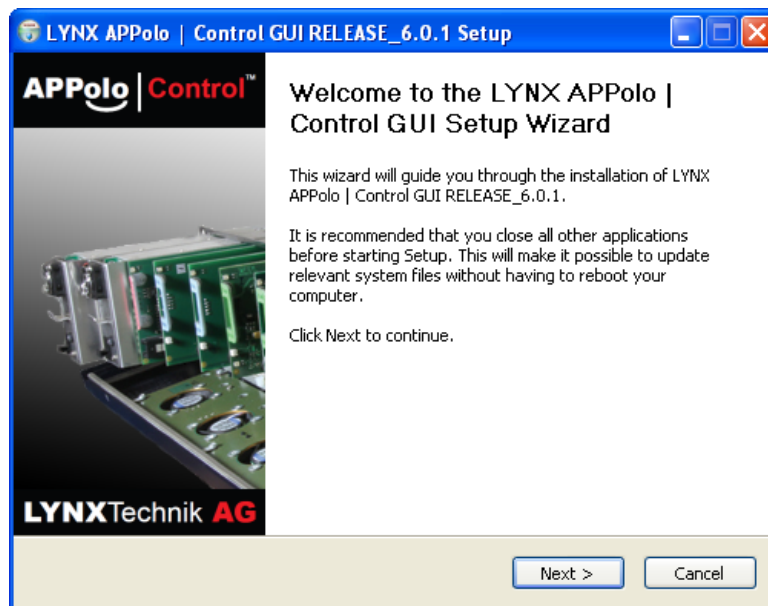 LYNX APPolo | Control GUI RELEASE_6.0.1 Setup
APPolo | Control™
Welcome to the LYNX APPolo |
Control GUI Setup Wizard
This wizard will guide you through the installation of LYNX
APPolo | Control GUI RELEASE_6.0.1.
It is recommended that you close all other applications
before starting Setup. This will make it possible to update
relevant system files without having to reboot your
computer.
Click Next to continue.
LYNXTechnik AG
Next >
Cancel